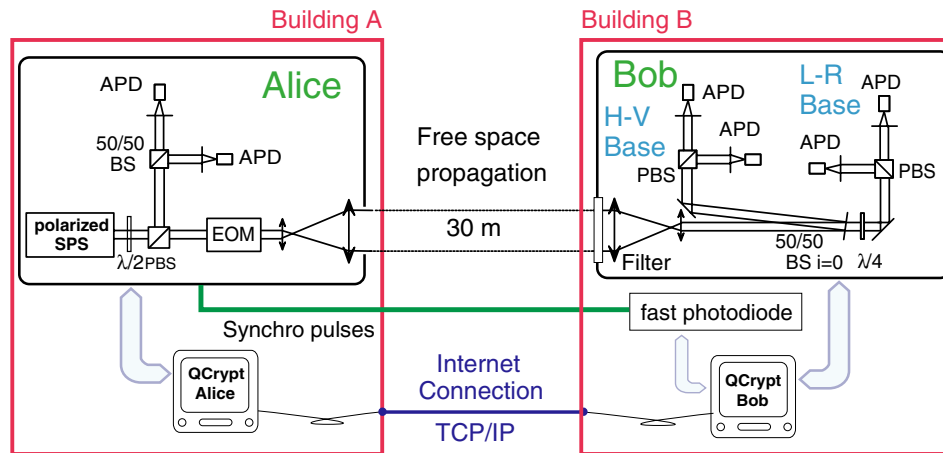 Building A
Building B
Alice
APD
50/50
BS
APD
polarized
SPS
λ/2
PBS
EOM
Free space
propagation
30 m
Bob
H-V
Base
L-R
Base
APD
APD
PBS
APD
APD
PBS
Filter
50/50
BS i=0
λ/4
Synchro pulses
fast photodiode
QCrypt
Alice
Internet
Connection
TCP/IP
QCrypt
Bob